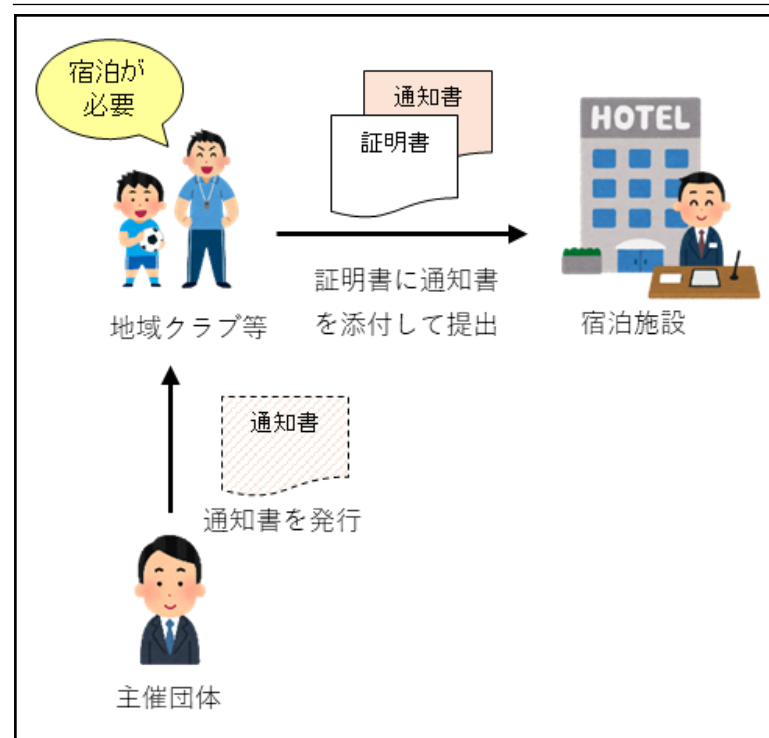 宿泊が
必要
通知書
証明書
HOTEL
証明書に通知書
を添付して提出
地域クラブ等
宿泊施設
通知書
通知書を発行
主催団体